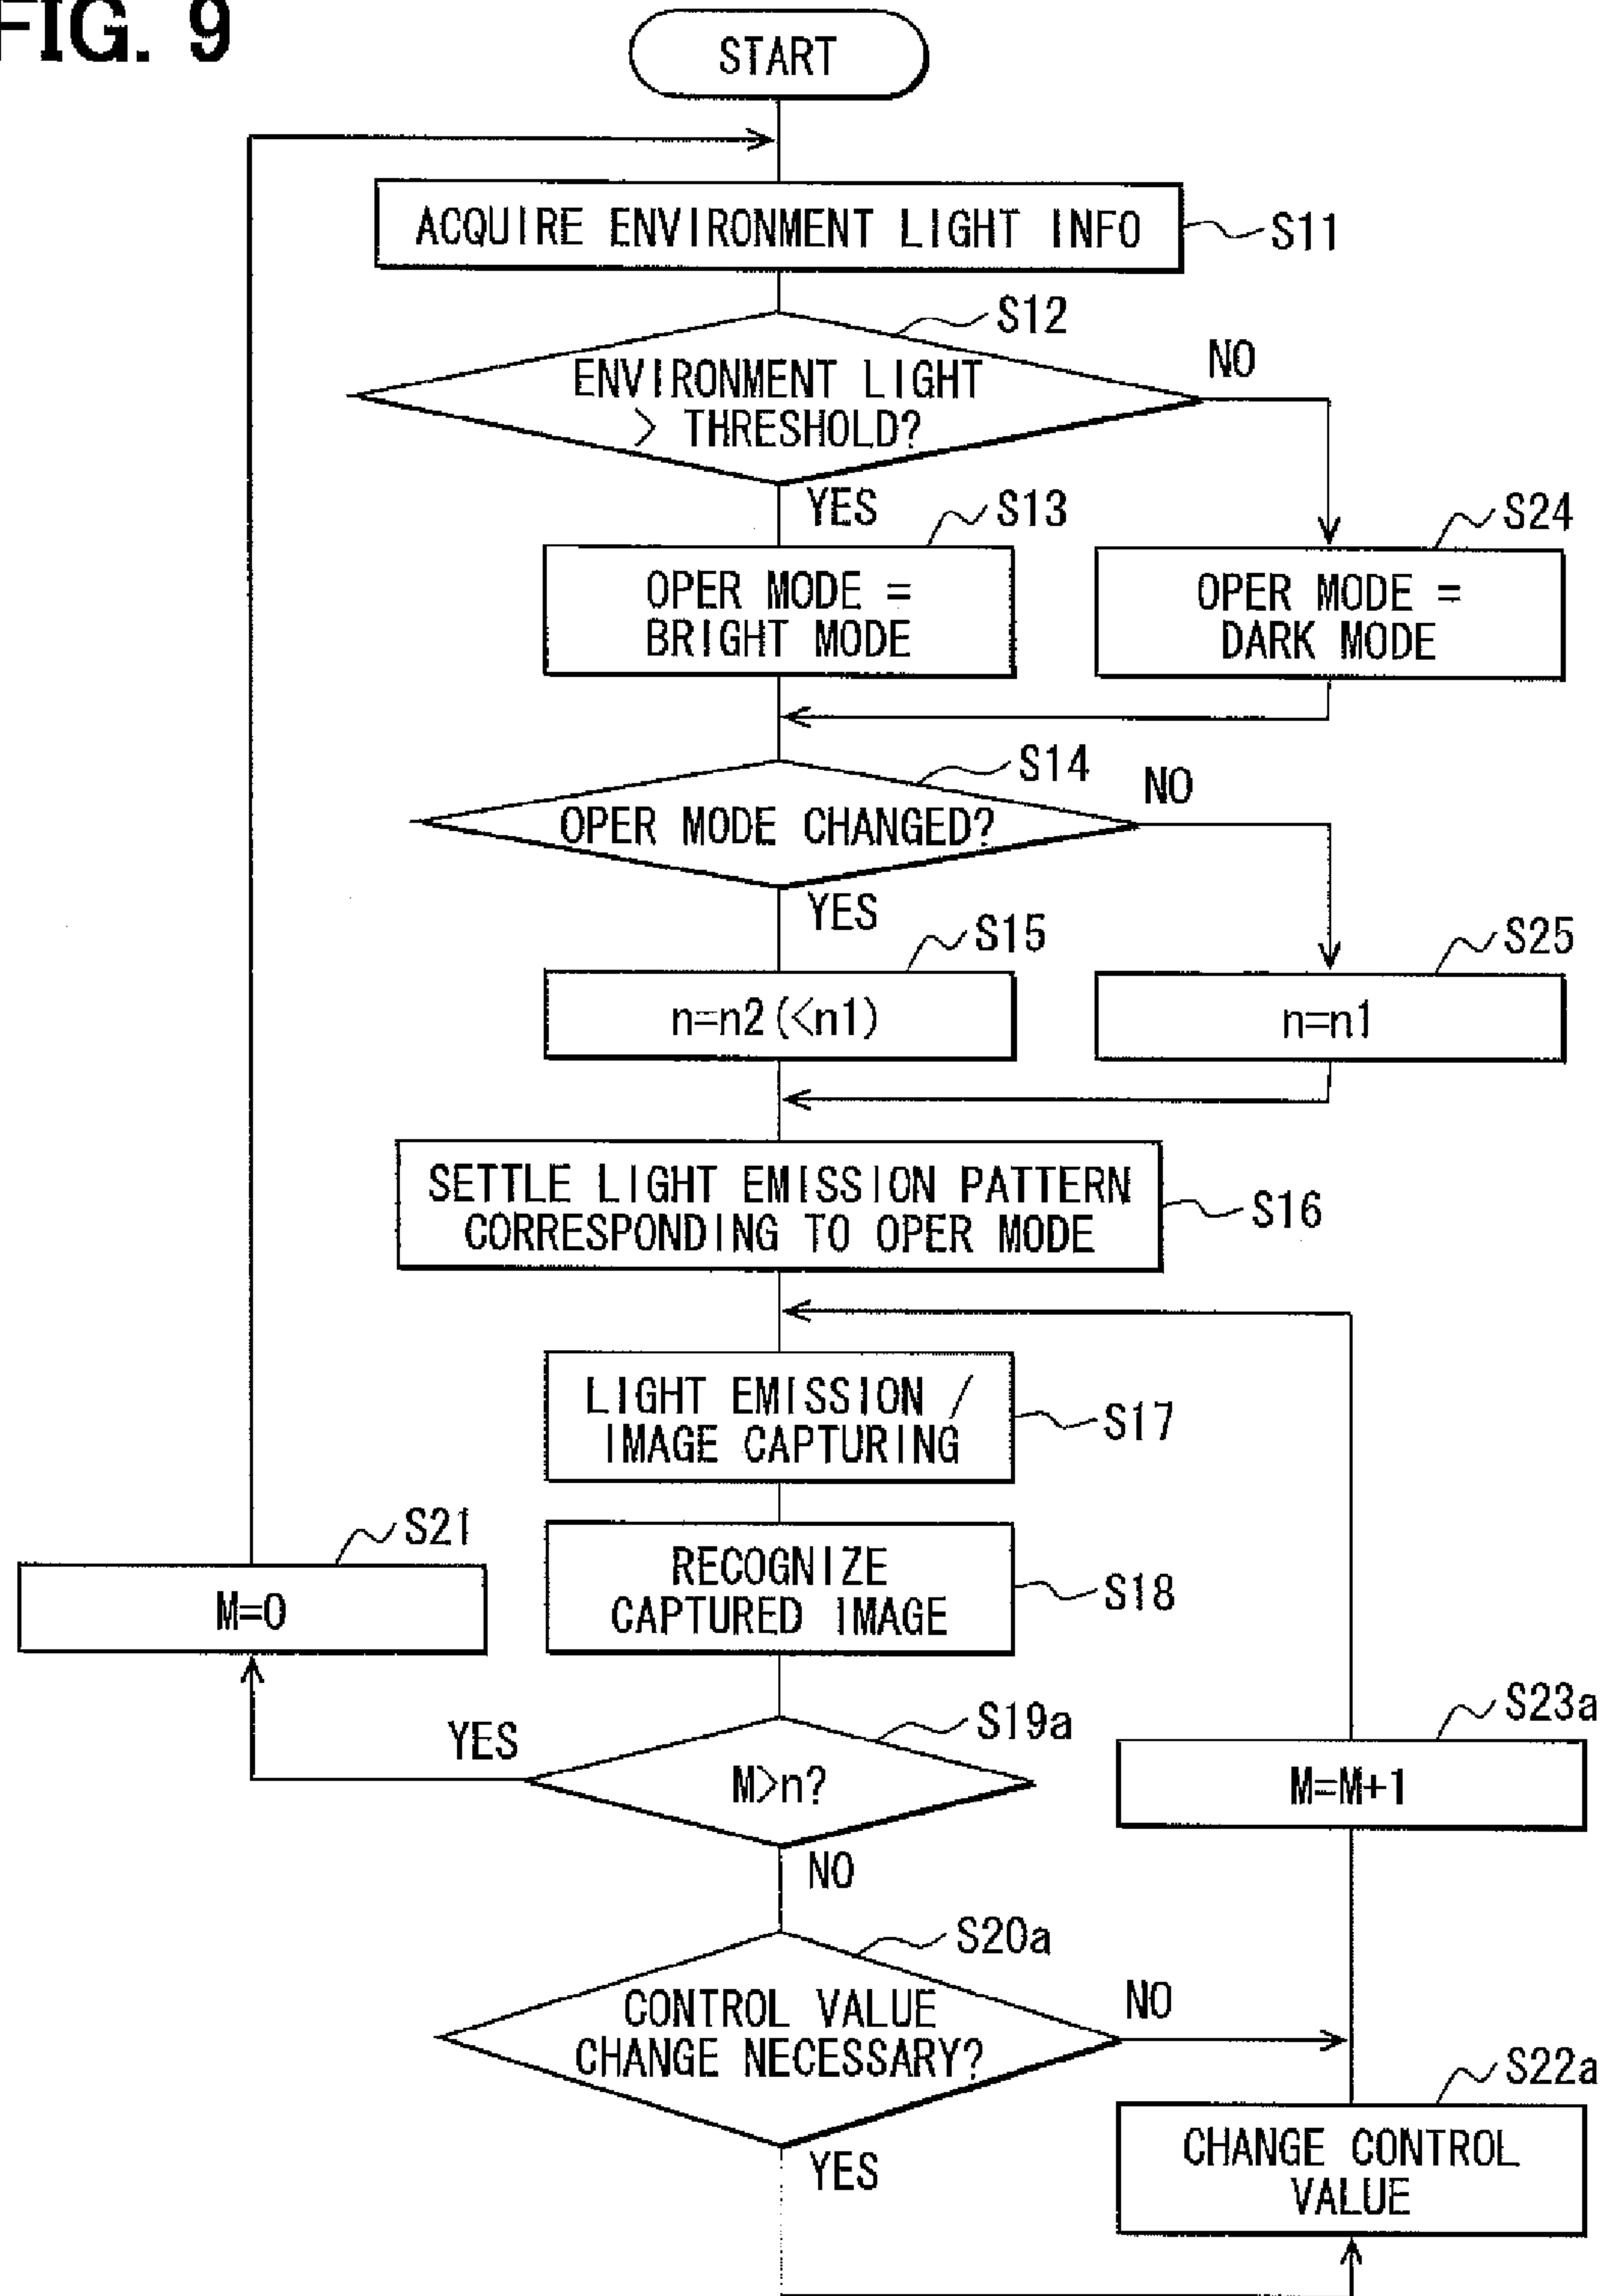 FIG. 9
START
ACQUIRE ENVIRONMENT LIGHT INFO
S11
S12
ENVIRONMENT LIGHT
> THRESHOLD?
NO
YES
S13
OPER MODE =
BRIGHT MODE
S24
OPER MODE =
DARK MODE
S14
OPER MODE CHANGED?
NO
YES
S15
n=n2(<n1)
S25
n=n1
SETTLE LIGHT EMISSION PATTERN
CORRESPONDING TO OPER MODE
S16
LIGHT EMISSION /
IMAGE CAPTURING
S17
S21
M=0
RECOGNIZE
CAPTURED IMAGE
S18
S19a
YES
M>n?
NO
S23a
M=M+1
S20a
CONTROL VALUE
CHANGE NECESSARY?
NO
YES
S22a
CHANGE CONTROL
VALUE